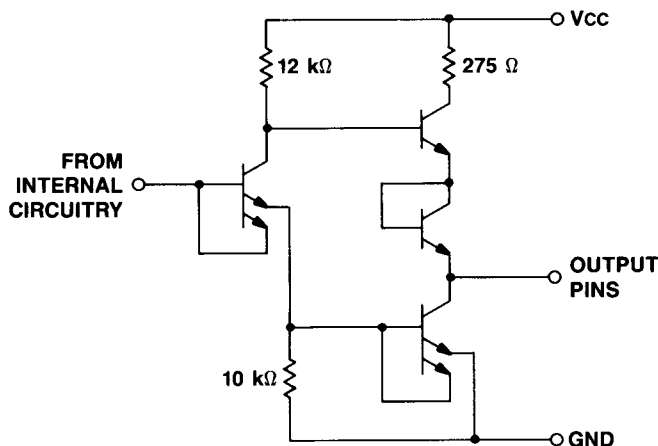 VCC
12 kΩ
275 Ω
FROM
INTERNAL
CIRCUITRY
OUTPUT
PINS
10 kΩ
GND